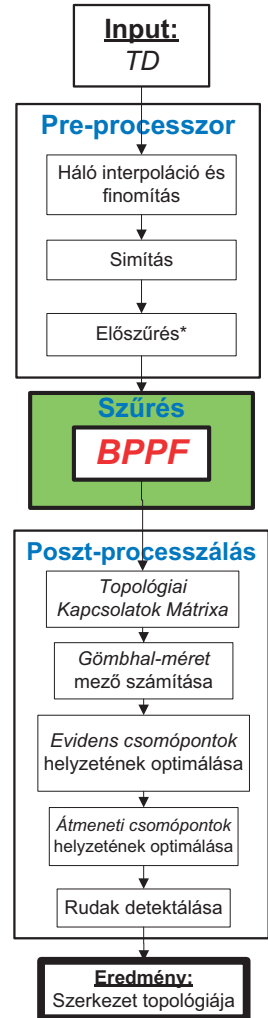 Input:
TD
Pre-processzor
Háló interpoláció és
finomítás
Simítás
Előszűrés*
Szűrés
BPPF
Poszt-processzálás
Topológiai
Kapcsolatok Mátrixa
Gömbhal-méret
mező számítása
Evidens csomópontok
helyzetének optimálása
Átmeneti csomópontok
helyzetének optimálása
Rudak detektálása
Eredmény:
Szerkezet topológiája